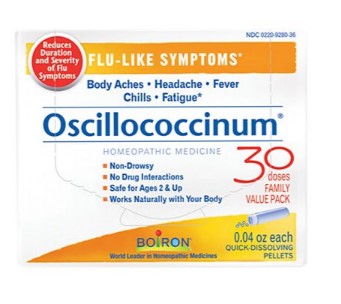 NDC 0220-9280-36
Reduces
Duration
and Severity
of Flu
Symptoms
FLU-LIKE SYMPTOMS*
Body Aches • Headache • Fever
Chills • Fatigue*
Oscillococcinum®
HOMEOPATHIC MEDICINE
Non-Drowsy
No Drug Interactions
Safe for Ages 2 & Up
Works Naturally with Your Body
30
doses
FAMILY
VALUE PACK
BOIRON
World Leader in Homeopathic Medicines
0.04 oz each
QUICK-DISSOLVING
PELLETS